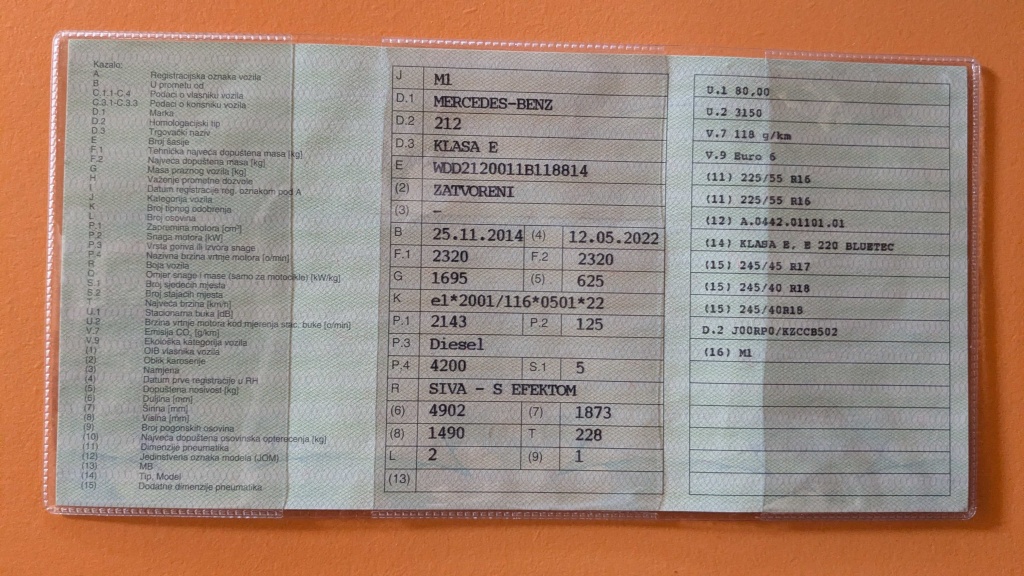 Kazalo:
A Registracijska oznaka vozila
B U prometu od
C.1.1-C.4 Podaci o vlasniku vozila
C.3.1-C.3.3 Podaci o korisniku vozila
D.1 Marka
D.2 Homologacijski tip
D.3 Trgovački naziv
E Broj šasije
F.1 Tehnička najveća dopuštena masa [kg]
F.2 Najveća dopuštena masa [kg]
G Masa praznog vozila [kg]
H Važenje prometne dozvole
I Datum registracije reg. oznakom pod A
J Kategorija vozila
K Broj tipnog odobrenja
L Broj osovina
P.1 Zapremina motora [cm³]
P.2 Snaga motora [kW]
P.3 Vrsta goriva ili izvora snage
P.4 Nazivna brzina vrtnje motora [o/min]
R Boja vozila
Q Omjer snage i mase (samo za motocikle) [kW/kg]
S.1 Broj sjedećih mjesta
S.2 Broj stajaćih mjesta
T Najveća brzina [km/h]
U.1 Stacionarna buka [dB]
U.2 Brzina vrtnje motora kod mjerenja stac. buke [o/min]
V.7 Emisija CO₂ [g/km]
V.9 Ekološka kategorija vozila
(1) OIB vlasnika vozila
(2) Oblik karoserije
(3) Namjena
(4) Datum prve registracije u RH
(5) Dopuštena nosivost [kg]
(6) Duljina [mm]
(7) Širina [mm]
(8) Visina [mm]
(9) Broj pogonskih osovina
(10) Najveća dopuštena osovinska opterećenja [kg]
(11) Dimenzije pneumatika
(12) Jedinstvena oznaka modela (JOM)
(13) MB
(14) Tip, Model
(15) Dodatne dimenzije pneumatika
J M1
D.1 MERCEDES-BENZ
D.2 212
D.3 KLASA E
E WDD2120011B118814
(2) ZATVORENI
(3) –
B 25.11.2014 (4) 12.05.2022
F.1 2320 F.2 2320
G 1695 (5) 625
K e1*2001/116*0501*22
P.1 2143 P.2 125
P.3 Diesel
P.4 4200 S.1 5
R SIVA - S EFEKTOM
(6) 4902 (7) 1873
(8) 1490 T 228
L 2 (9) 1
(13)
U.1 80,00
U.2 3150
V.7 118 g/km
V.9 Euro 6
(11) 225/55 R16
(11) 225/55 R16
(12) A.0442.01101.01
(14) KLASA E, E 220 BLUETEC
(15) 245/45 R17
(15) 245/40 R18
(15) 245/40R18
D.2 J00RP0/KZCCB502
(16) M1